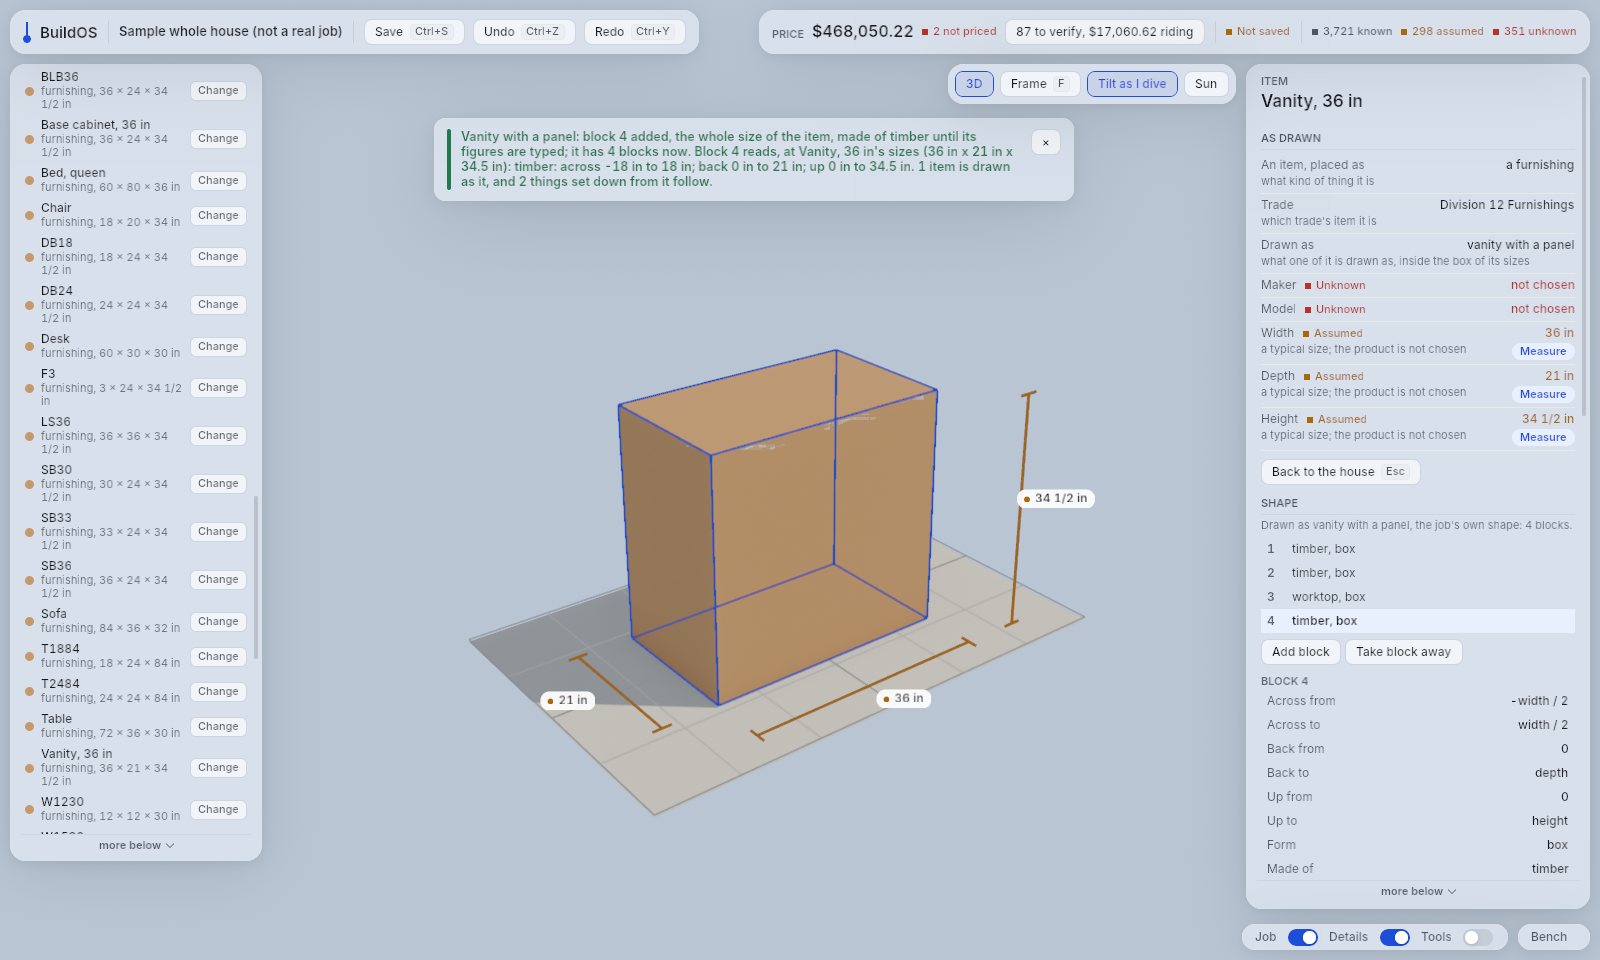 BuildOS
Sample whole house (not a real job)
Save Ctrl+S
Undo Ctrl+Z
Redo Ctrl+Y
PRICE $468,050.22
2 not priced
87 to verify, $17,060.62 riding
Not saved
3,721 known
298 assumed
351 unknown
3D
Frame F
Tilt as I dive
Sun
BLB36
furnishing, 36 × 24 × 34
1/2 in
Change
Base cabinet, 36 in
furnishing, 36 × 24 × 34
1/2 in
Change
Bed, queen
furnishing, 60 × 80 × 36 in
Change
Chair
furnishing, 18 × 20 × 34 in
Change
DB18
furnishing, 18 × 24 × 34
1/2 in
Change
DB24
furnishing, 24 × 24 × 34
1/2 in
Change
Desk
furnishing, 60 × 30 × 30 in
Change
F3
furnishing, 3 × 24 × 34 1/2
in
Change
LS36
furnishing, 36 × 36 × 34
1/2 in
Change
SB30
furnishing, 30 × 24 × 34
1/2 in
Change
SB33
furnishing, 33 × 24 × 34
1/2 in
Change
SB36
furnishing, 36 × 24 × 34
1/2 in
Change
Sofa
furnishing, 84 × 36 × 32 in
Change
T1884
furnishing, 18 × 24 × 84 in
Change
T2484
furnishing, 24 × 24 × 84 in
Change
Table
furnishing, 72 × 36 × 30 in
Change
Vanity, 36 in
furnishing, 36 × 21 × 34
1/2 in
Change
W1230
furnishing, 12 × 12 × 30 in
Change
more below
Vanity with a panel: block 4 added, the whole size of the item, made of timber until its
figures are typed; it has 4 blocks now. Block 4 reads, at Vanity, 36 in's sizes (36 in x 21 in x
34.5 in): timber: across -18 in to 18 in; back 0 in to 21 in; up 0 in to 34.5 in. 1 item is drawn
as it, and 2 things set down from it follow.
×
34 1/2 in
21 in
36 in
ITEM
Vanity, 36 in
AS DRAWN
An item, placed as a furnishing
what kind of thing it is
Trade Division 12 Furnishings
which trade's item it is
Drawn as vanity with a panel
what one of it is drawn as, inside the box of its sizes
Maker Unknown not chosen
Model Unknown not chosen
Width Assumed 36 in
a typical size; the product is not chosen Measure
Depth Assumed 21 in
a typical size; the product is not chosen Measure
Height Assumed 34 1/2 in
a typical size; the product is not chosen Measure
Back to the house Esc
SHAPE
Drawn as vanity with a panel, the job's own shape: 4 blocks.
1 timber, box
2 timber, box
3 worktop, box
4 timber, box
Add block
Take block away
BLOCK 4
Across from -width / 2
Across to width / 2
Back from 0
Back to depth
Up from 0
Up to height
Form box
Made of timber
more below
Job
Details
Tools
Bench